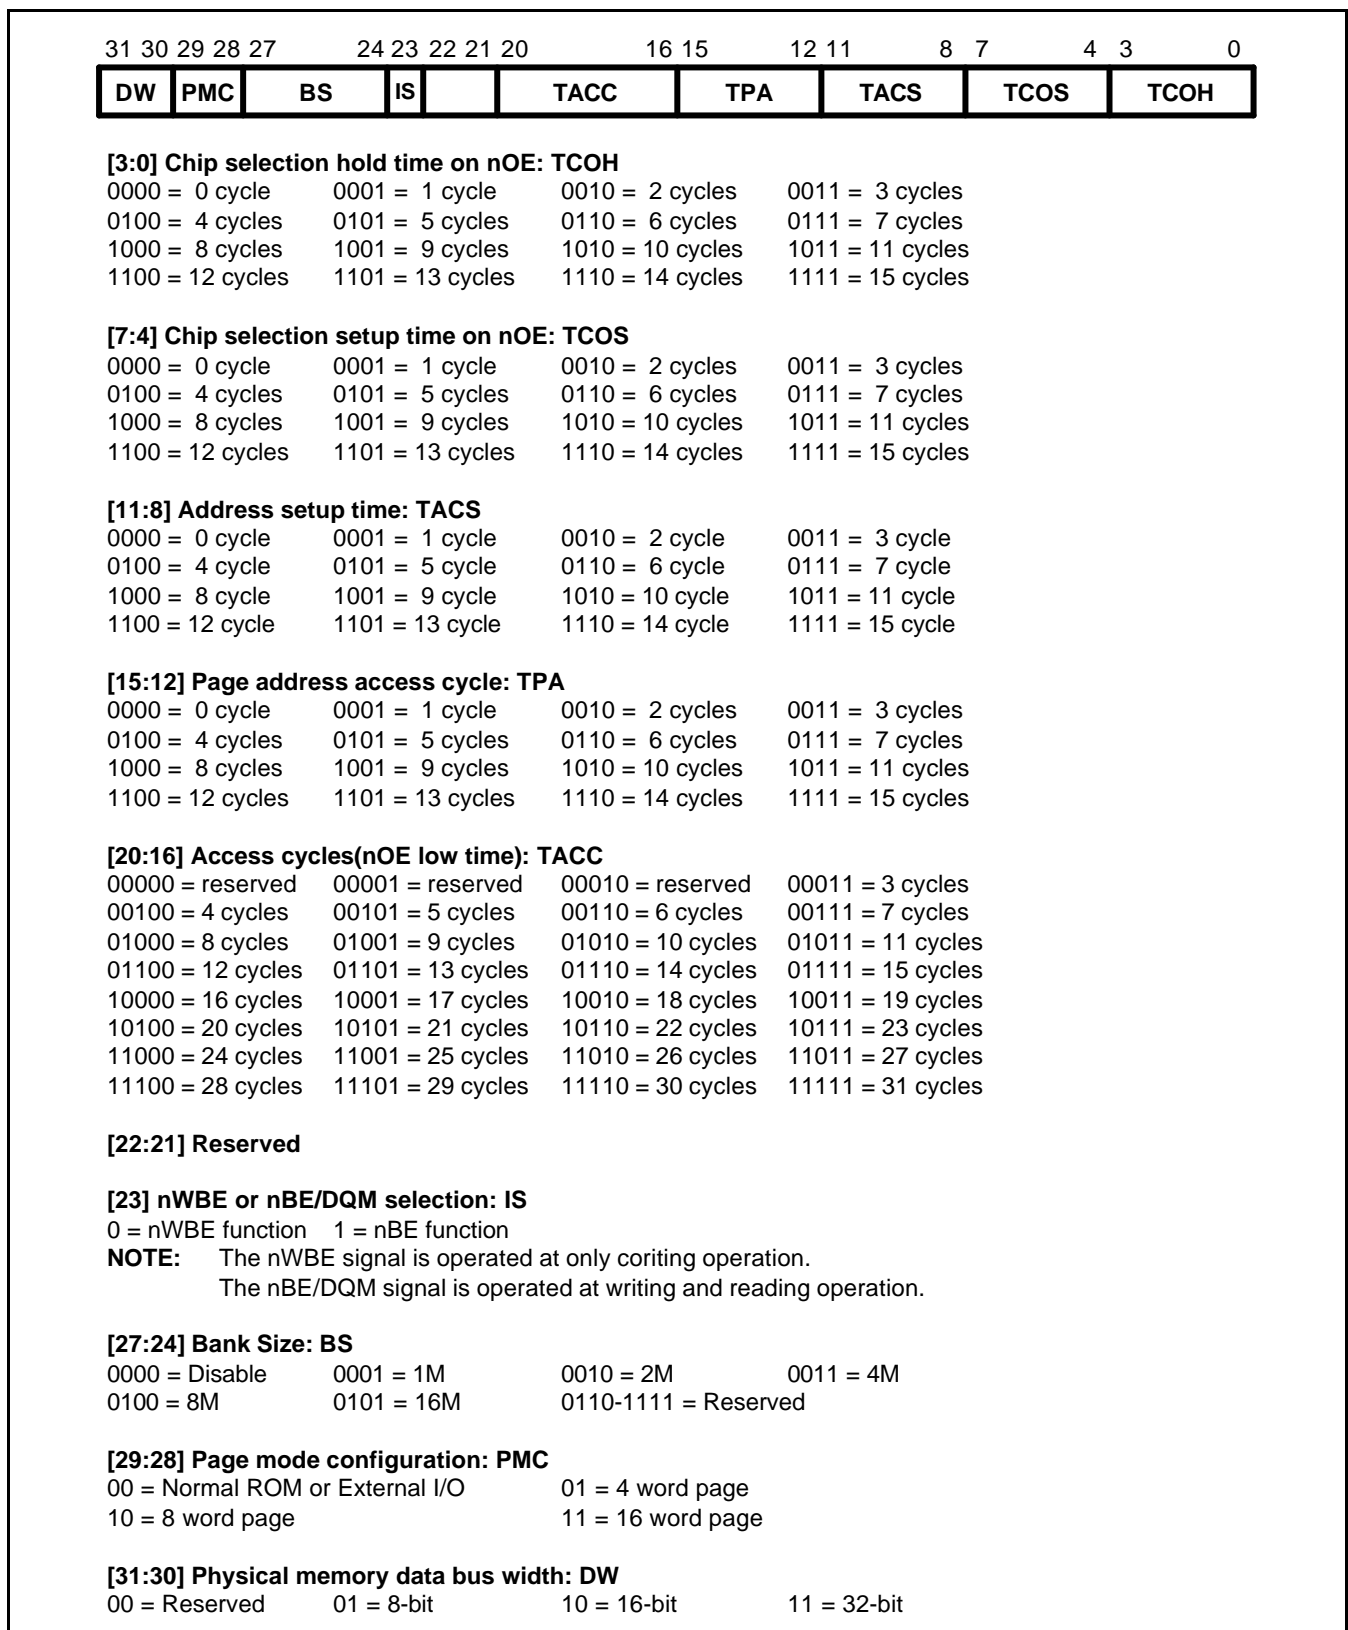 31 30 29 28 27 24 23 22 21 20 16 15 12 11 8 7 4 3 0
DW PMC BS IS TACC TPA TACS TCOS TCOH
[3:0] Chip selection hold time on nOE: TCOH
0000 = 0 cycle 0001 = 1 cycle 0010 = 2 cycles 0011 = 3 cycles
0100 = 4 cycles 0101 = 5 cycles 0110 = 6 cycles 0111 = 7 cycles
1000 = 8 cycles 1001 = 9 cycles 1010 = 10 cycles 1011 = 11 cycles
1100 = 12 cycles 1101 = 13 cycles 1110 = 14 cycles 1111 = 15 cycles
[7:4] Chip selection setup time on nOE: TCOS
0000 = 0 cycle 0001 = 1 cycle 0010 = 2 cycles 0011 = 3 cycles
0100 = 4 cycles 0101 = 5 cycles 0110 = 6 cycles 0111 = 7 cycles
1000 = 8 cycles 1001 = 9 cycles 1010 = 10 cycles 1011 = 11 cycles
1100 = 12 cycles 1101 = 13 cycles 1110 = 14 cycles 1111 = 15 cycles
[11:8] Address setup time: TACS
0000 = 0 cycle 0001 = 1 cycle 0010 = 2 cycle 0011 = 3 cycle
0100 = 4 cycle 0101 = 5 cycle 0110 = 6 cycle 0111 = 7 cycle
1000 = 8 cycle 1001 = 9 cycle 1010 = 10 cycle 1011 = 11 cycle
1100 = 12 cycle 1101 = 13 cycle 1110 = 14 cycle 1111 = 15 cycle
[15:12] Page address access cycle: TPA
0000 = 0 cycle 0001 = 1 cycle 0010 = 2 cycles 0011 = 3 cycles
0100 = 4 cycles 0101 = 5 cycles 0110 = 6 cycles 0111 = 7 cycles
1000 = 8 cycles 1001 = 9 cycles 1010 = 10 cycles 1011 = 11 cycles
1100 = 12 cycles 1101 = 13 cycles 1110 = 14 cycles 1111 = 15 cycles
[20:16] Access cycles(nOE low time): TACC
00000 = reserved 00001 = reserved 00010 = reserved 00011 = 3 cycles
00100 = 4 cycles 00101 = 5 cycles 00110 = 6 cycles 00111 = 7 cycles
01000 = 8 cycles 01001 = 9 cycles 01010 = 10 cycles 01011 = 11 cycles
01100 = 12 cycles 01101 = 13 cycles 01110 = 14 cycles 01111 = 15 cycles
10000 = 16 cycles 10001 = 17 cycles 10010 = 18 cycles 10011 = 19 cycles
10100 = 20 cycles 10101 = 21 cycles 10110 = 22 cycles 10111 = 23 cycles
11000 = 24 cycles 11001 = 25 cycles 11010 = 26 cycles 11011 = 27 cycles
11100 = 28 cycles 11101 = 29 cycles 11110 = 30 cycles 11111 = 31 cycles
[22:21] Reserved
[23] nWBE or nBE/DQM selection: IS
0 = nWBE function 1 = nBE function
NOTE: The nWBE signal is operated at only coriting operation.
The nBE/DQM signal is operated at writing and reading operation.
[27:24] Bank Size: BS
0000 = Disable 0001 = 1M 0010 = 2M 0011 = 4M
0100 = 8M 0101 = 16M 0110-1111 = Reserved
[29:28] Page mode configuration: PMC
00 = Normal ROM or External I/O 01 = 4 word page
10 = 8 word page 11 = 16 word page
[31:30] Physical memory data bus width: DW
00 = Reserved 01 = 8-bit 10 = 16-bit 11 = 32-bit